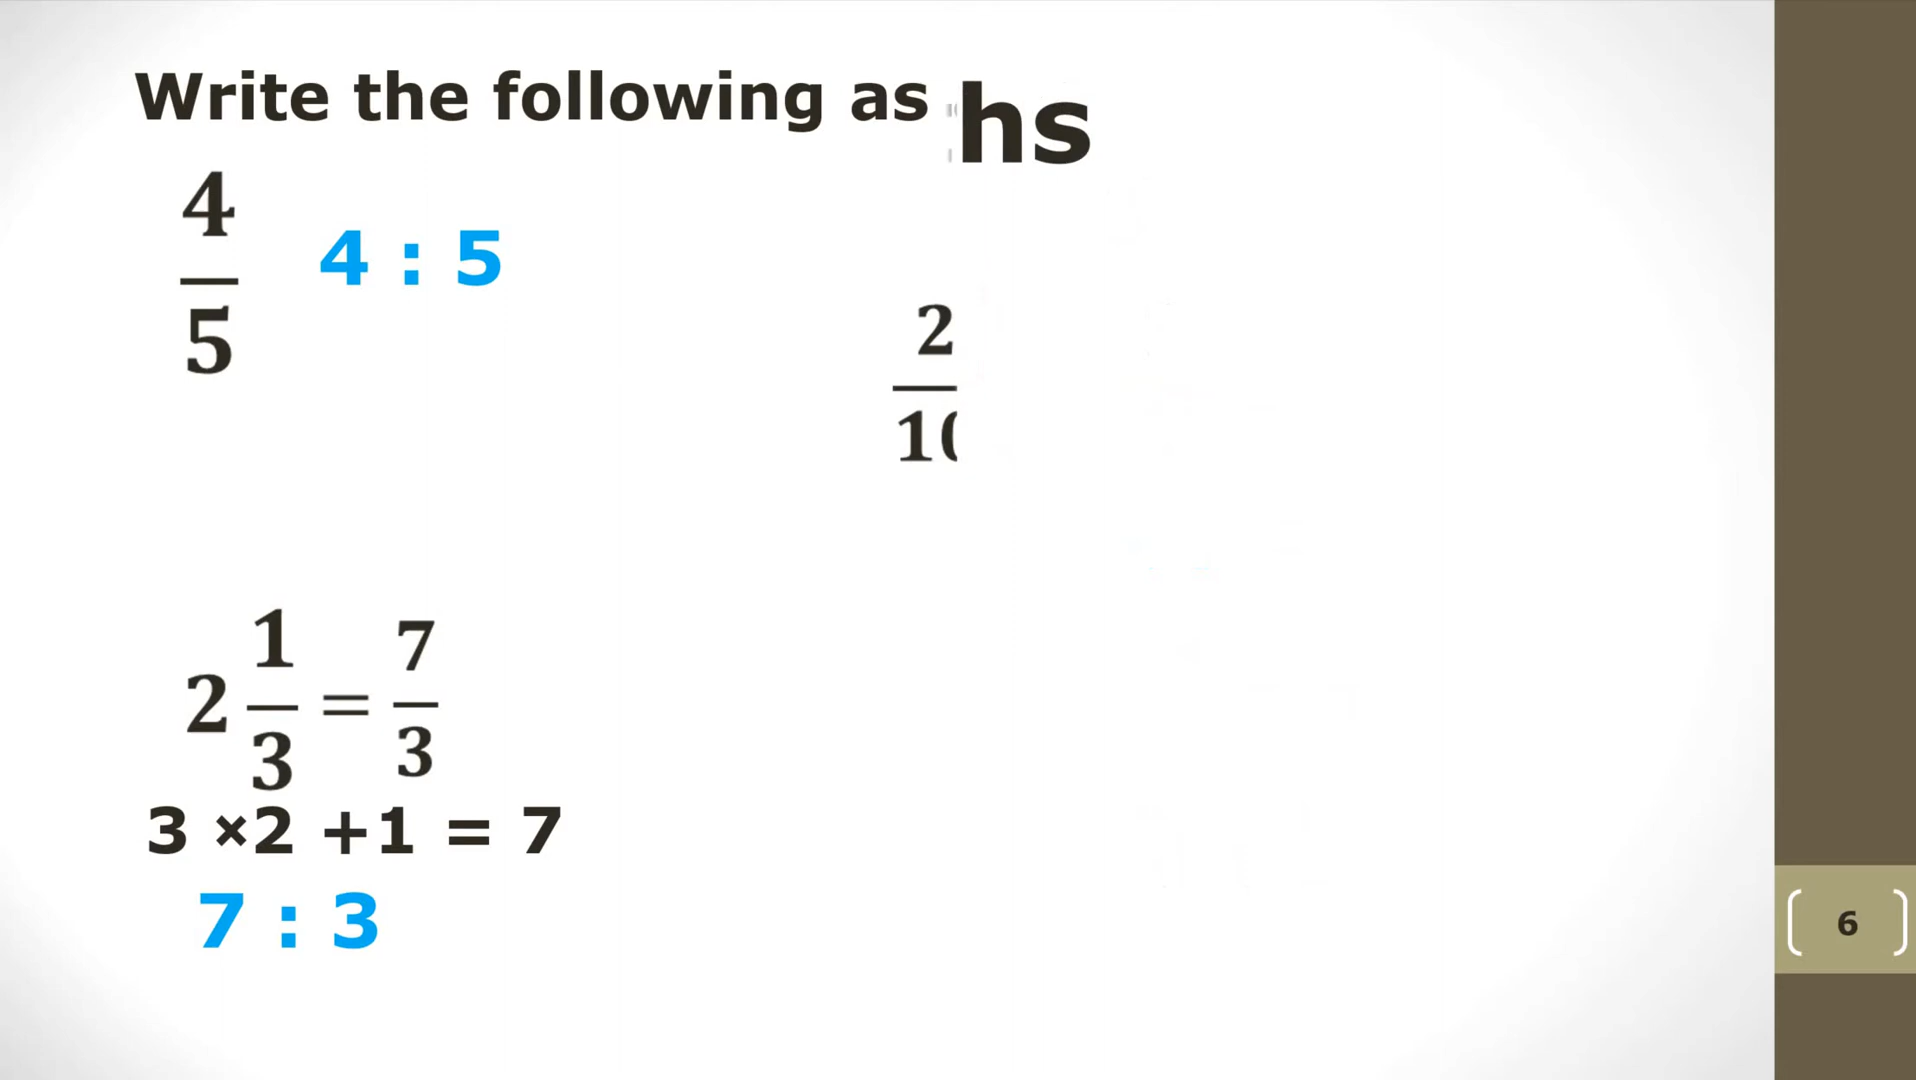 Write the following as
hs
4/5
4 : 5
2
2 1/3 = 7/3
3 ×2 +1 = 7
7 : 3
6